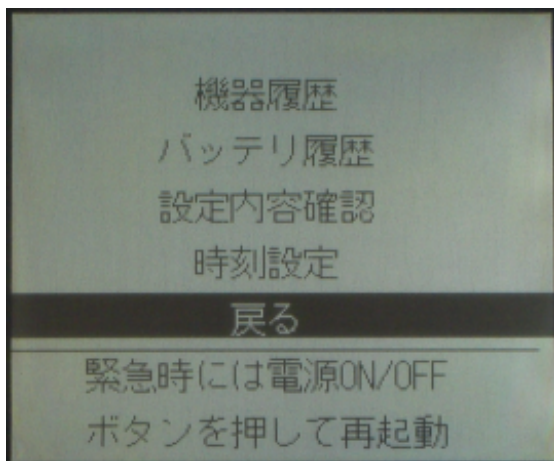 機器履歴
バッテリ履歴
設定内容確認
時刻設定
戻る
緊急時には電源ON/OFF
ボタンを押して再起動